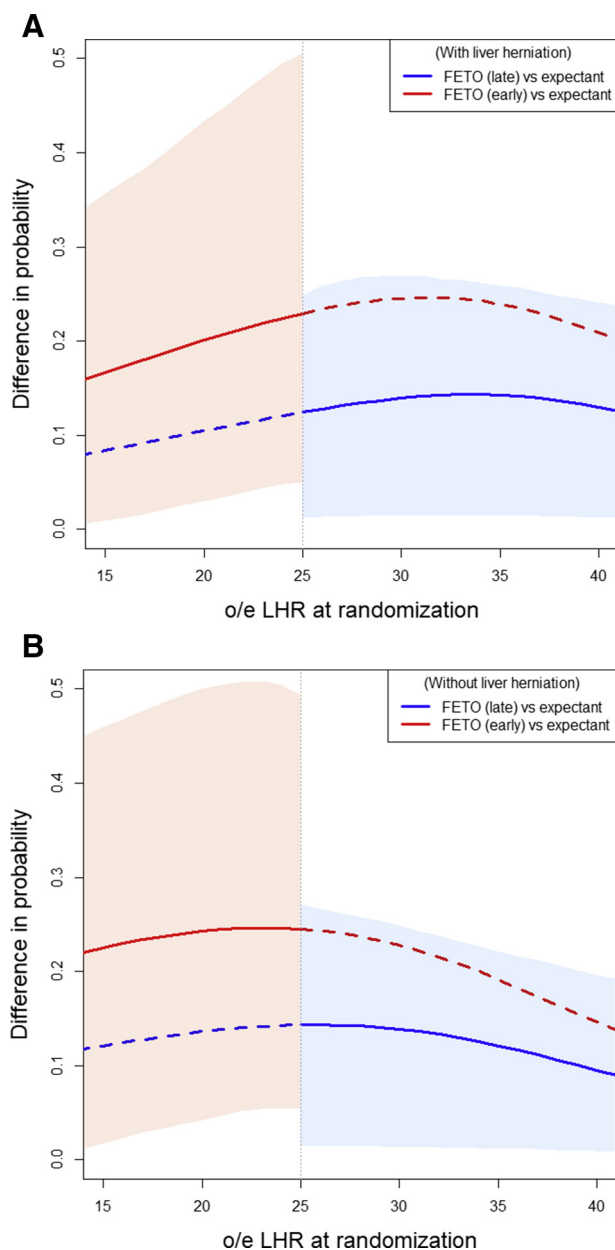 A
(With liver herniation)
FETO (late) vs expectant
FETO (early) vs expectant
Difference in probability
0.5
0.4
0.3
0.2
0.1
0.0
15 20 25 30 35 40
o/e LHR at randomization
B
(Without liver herniation)
FETO (late) vs expectant
FETO (early) vs expectant
Difference in probability
0.5
0.4
0.3
0.2
0.1
0.0
15 20 25 30 35 40
o/e LHR at randomization